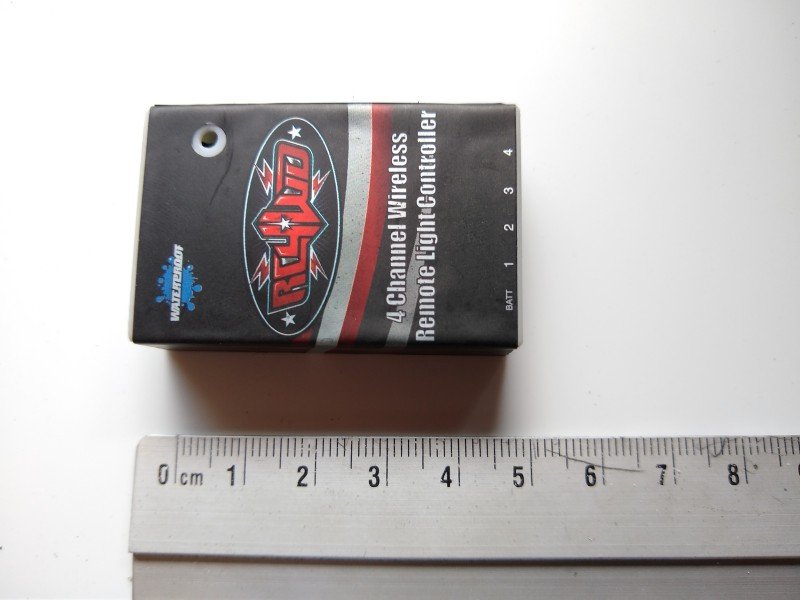 WATERPROOF
RC4WD
4 Channel Wireless
Remote Light Controller
BATT 1 2 3 4
0 cm 1 2 3 4 5 6 7 8